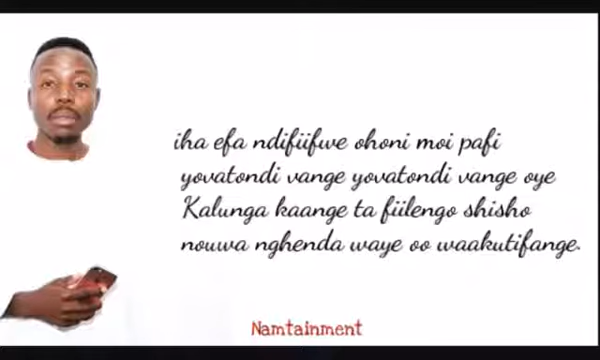 iha efa ndifiifwe ohoni moi pafi
yovatondi vange yovatondi vange oye
Kalunga kaange ta fiilengo shisho
nouwa nghenda waye oo waakutifange.
Namtainment